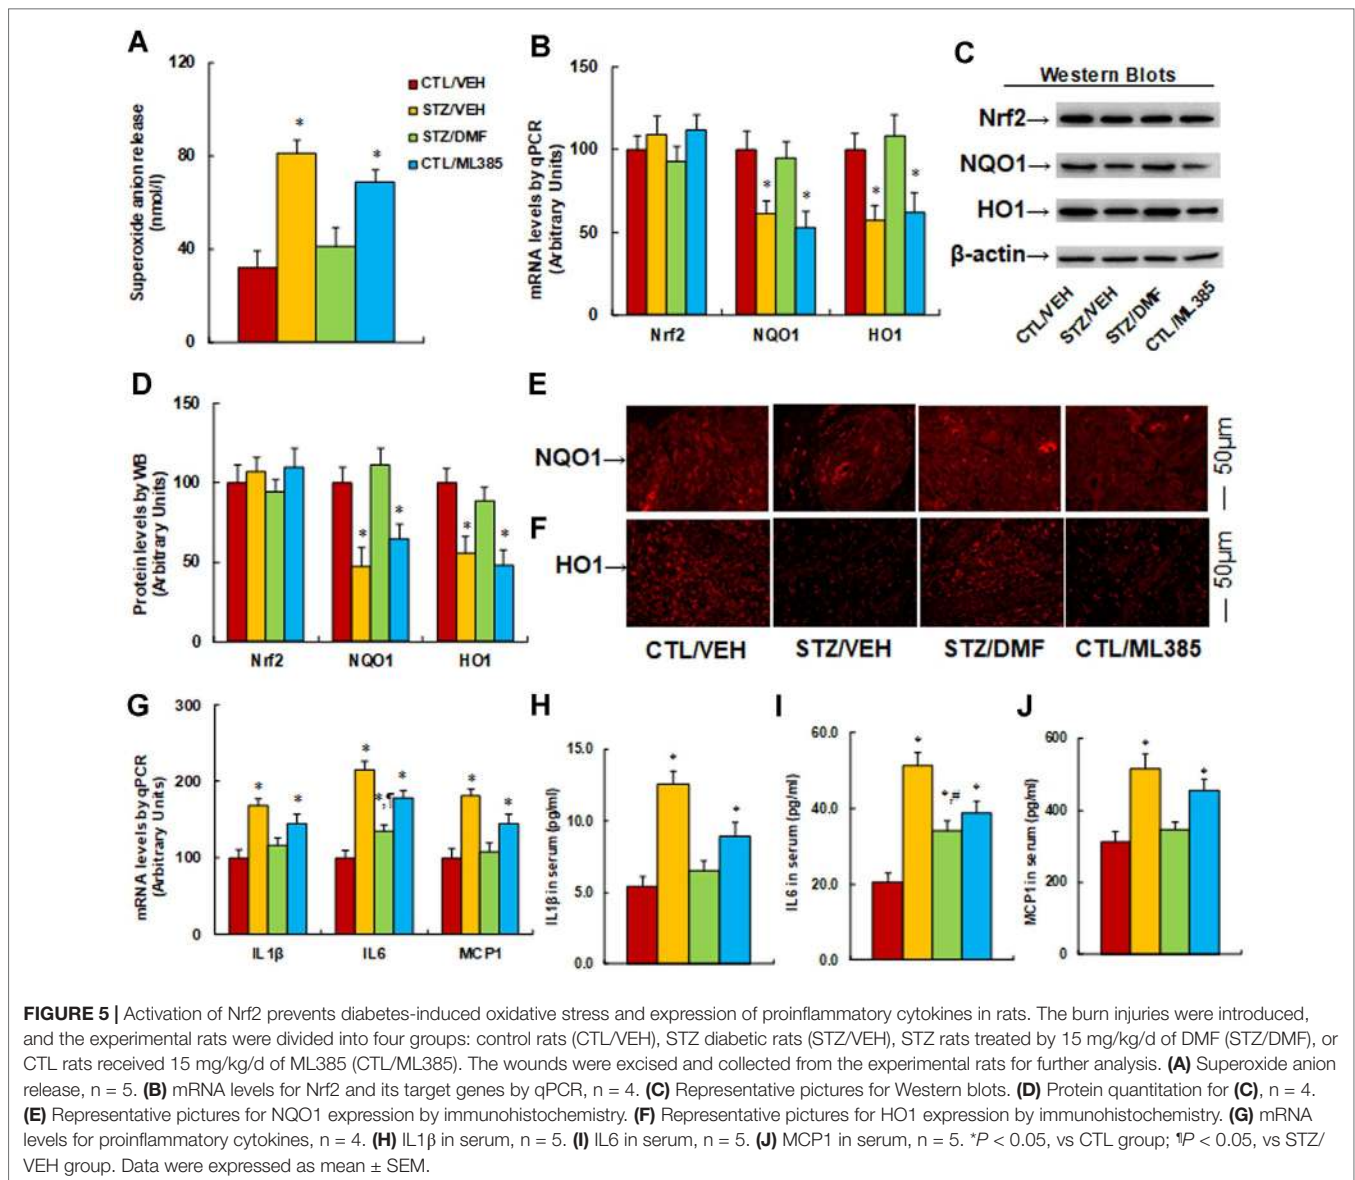 A
120
80
40
0
Superoxide anion release
(nmol/l)
CTL/VEH
STZ/VEH
STZ/DMF
CTL/ML385
*
*
B
150
100
50
0
mRNA levels by qPCR
(Arbitrary Units)
*
*
*
*
Nrf2
NQO1
HO1
C
Western Blots
Nrf2→
NQO1→
HO1→
β-actin→
CTL/VEH
STZ/VEH
STZ/DMF
CTL/ML385
D
150
100
50
0
Protein levels by WB
(Arbitrary Units)
*
*
*
*
Nrf2
NQO1
HO1
E
NQO1→
50μm
F
HO1→
50μm
CTL/VEH
STZ/VEH
STZ/DMF
CTL/ML385
G
300
200
100
0
mRNA levels by qPCR
(Arbitrary Units)
*
*
*
*,¶
*
*
*
IL1β
IL6
MCP1
H
15.0
10.0
5.0
0.0
IL1β in serum (pg/ml)
*
*
I
60.0
40.0
20.0
0.0
IL6 in serum (pg/ml)
*
*,#
*
J
600
400
200
0
MCP1 in serum (pg/ml)
*
*
FIGURE 5 | Activation of Nrf2 prevents diabetes-induced oxidative stress and expression of proinflammatory cytokines in rats. The burn injuries were introduced,
and the experimental rats were divided into four groups: control rats (CTL/VEH), STZ diabetic rats (STZ/VEH), STZ rats treated by 15 mg/kg/d of DMF (STZ/DMF), or
CTL rats received 15 mg/kg/d of ML385 (CTL/ML385). The wounds were excised and collected from the experimental rats for further analysis. (A) Superoxide anion
release, n = 5. (B) mRNA levels for Nrf2 and its target genes by qPCR, n = 4. (C) Representative pictures for Western blots. (D) Protein quantitation for (C), n = 4.
(E) Representative pictures for NQO1 expression by immunohistochemistry. (F) Representative pictures for HO1 expression by immunohistochemistry. (G) mRNA
levels for proinflammatory cytokines, n = 4. (H) IL1β in serum, n = 5. (I) IL6 in serum, n = 5. (J) MCP1 in serum, n = 5. *P < 0.05, vs CTL group; ¶P < 0.05, vs STZ/
VEH group. Data were expressed as mean ± SEM.